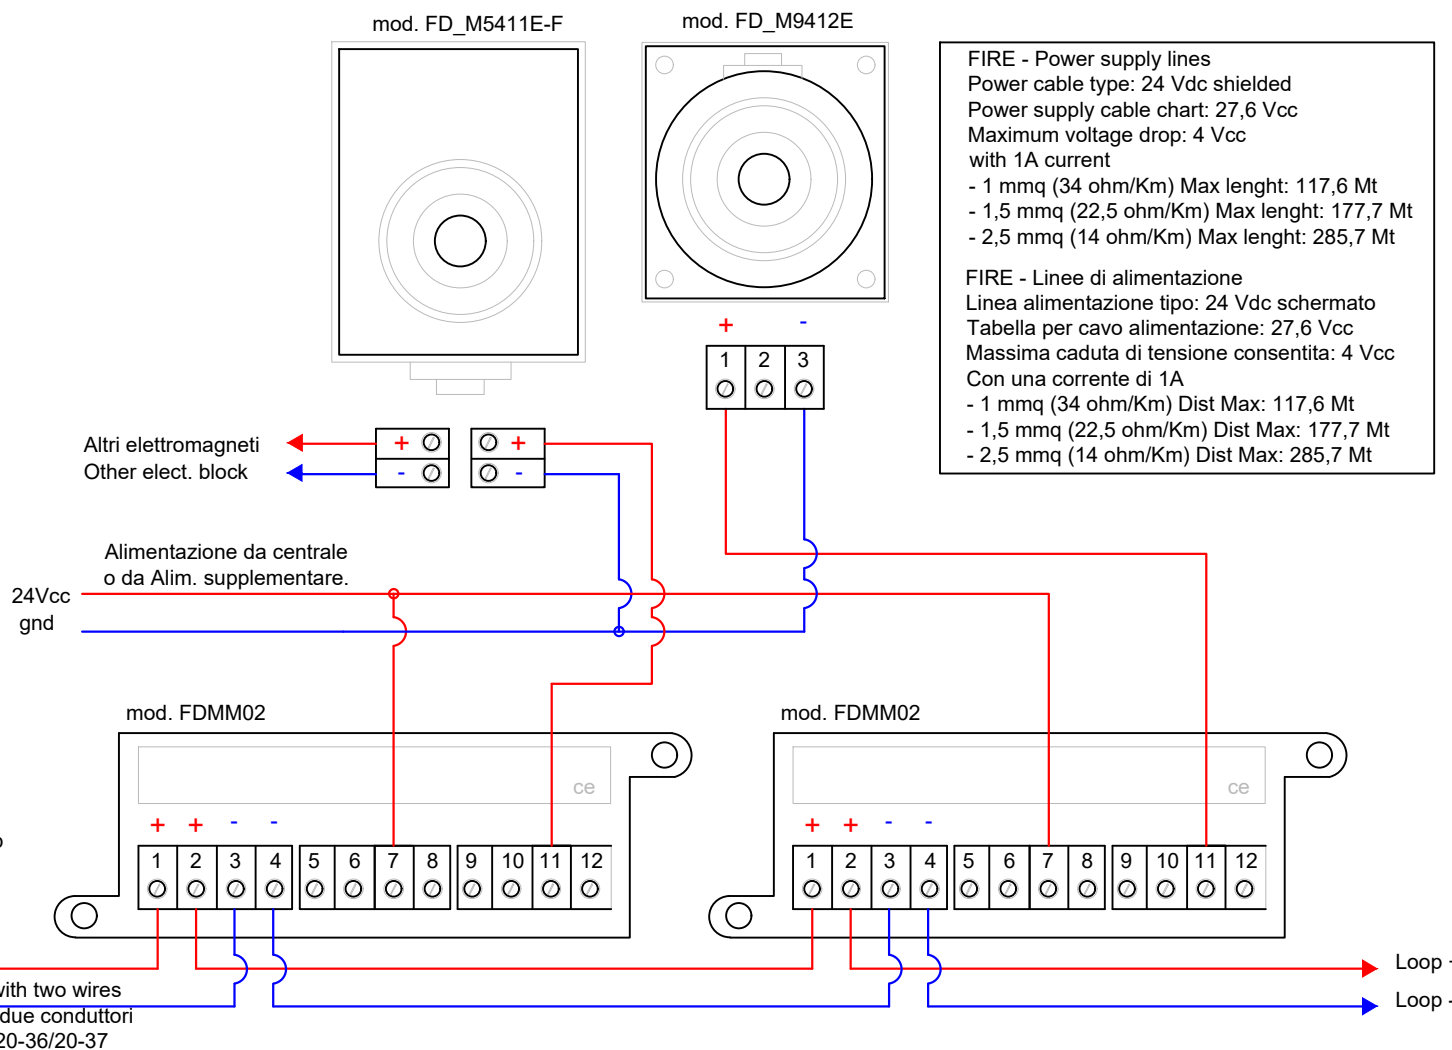 mod. FD_M5411E-F
mod. FD_M9412E
FIRE - Power supply lines
Power cable type: 24 Vdc shielded
Power supply cable chart: 27,6 Vcc
Maximum voltage drop: 4 Vcc
with 1A current
- 1 mmq (34 ohm/Km) Max lenght: 117,6 Mt
- 1,5 mmq (22,5 ohm/Km) Max lenght: 177,7 Mt
- 2,5 mmq (14 ohm/Km) Max lenght: 285,7 Mt
FIRE - Linee di alimentazione
Linea alimentazione tipo: 24 Vdc schermato
Tabella per cavo alimentazione: 27,6 Vcc
Massima caduta di tensione consentita: 4 Vcc
Con una corrente di 1A
- 1 mmq (34 ohm/Km) Dist Max: 117,6 Mt
- 1,5 mmq (22,5 ohm/Km) Dist Max: 177,7 Mt
- 2,5 mmq (14 ohm/Km) Dist Max: 285,7 Mt
+ -
1 2 3
Altri elettromagneti
Other elect. block
+ +
- -
Alimentazione da centrale
o da Alim. supplementare.
24Vcc
gnd
mod. FDMM02
ce
+ + - -
1 2 3 4 5 6 7 8 9 10 11 12
mod. FDMM02
ce
+ + - -
1 2 3 4 5 6 7 8 9 10 11 12
Loop
Loop -
with two wires
due conduttori
20-36/20-37